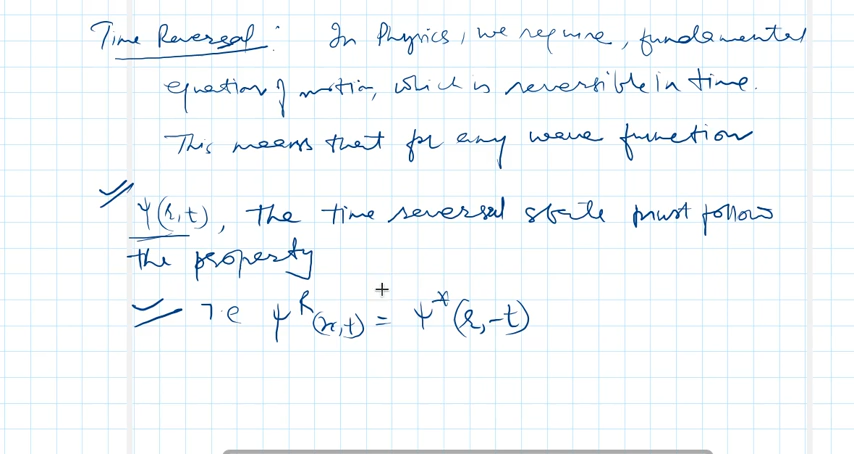 Time Reversal : In Physics, we require, fundamental
equation of motion, which is reversible in time.
This means that for any wave function
ψ(r,t), the time reversal state must follow
the property
i.e ψ^R(r,t) = ψ*(r,-t)